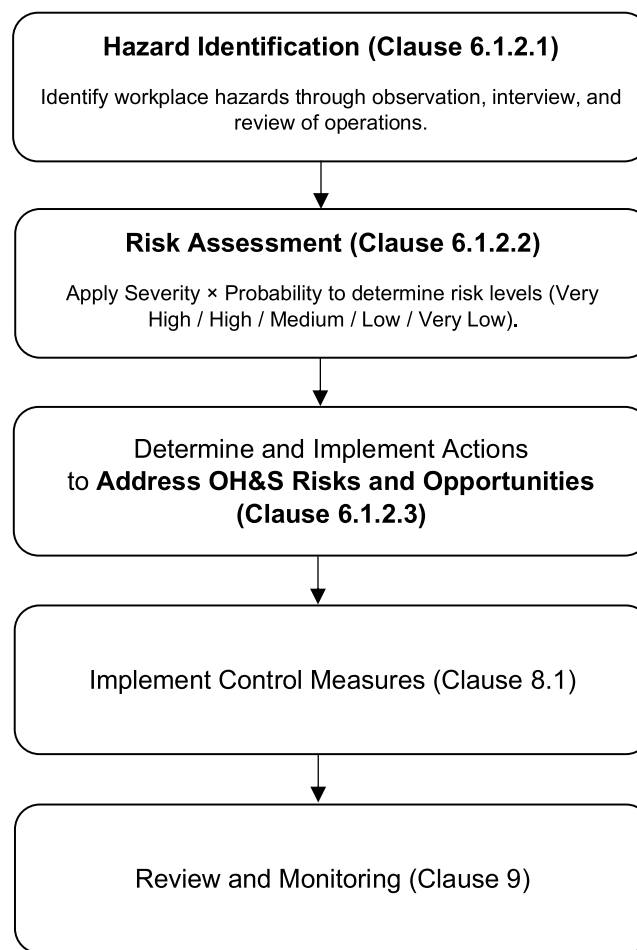 Hazard Identification (Clause 6.1.2.1)
Identify workplace hazards through observation, interview, and
review of operations.
Risk Assessment (Clause 6.1.2.2)
Apply Severity × Probability to determine risk levels (Very
High / High / Medium / Low / Very Low).
Determine and Implement Actions
to Address OH&S Risks and Opportunities
(Clause 6.1.2.3)
Implement Control Measures (Clause 8.1)
Review and Monitoring (Clause 9)